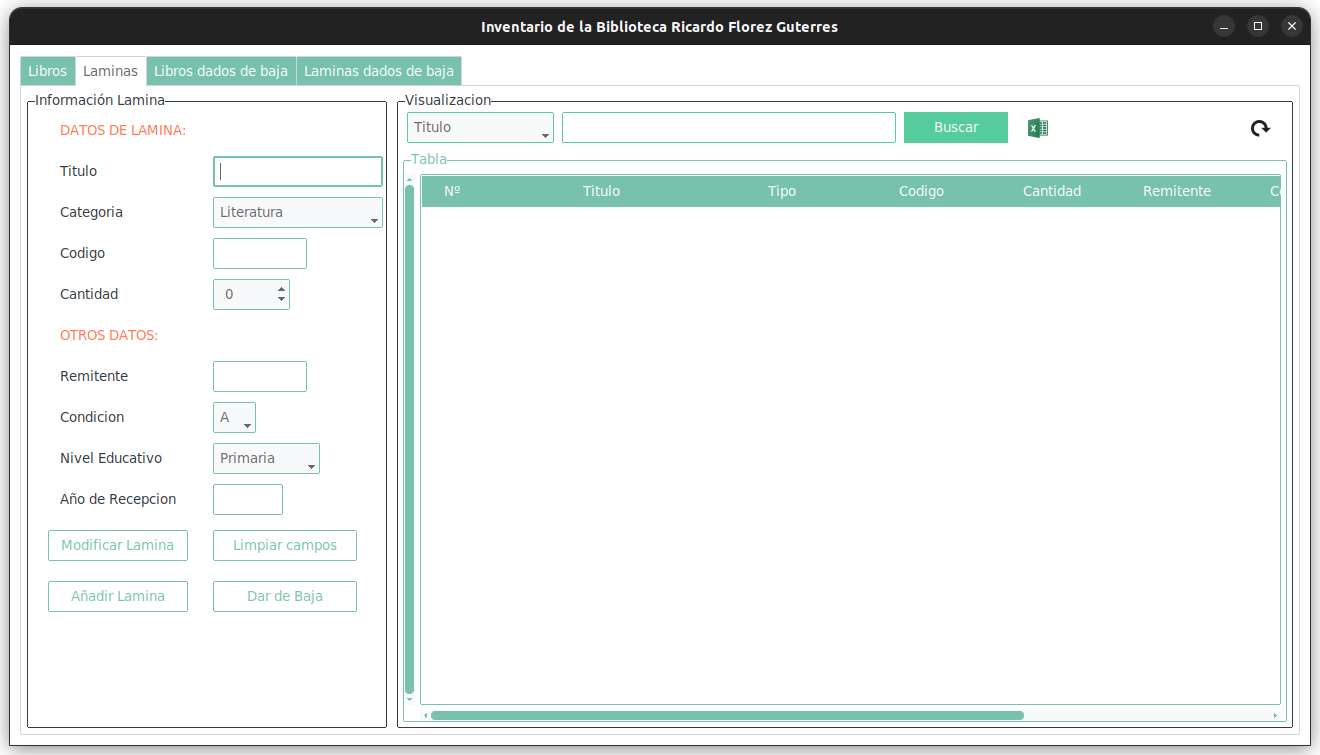 Inventario de la Biblioteca Ricardo Florez Guterres
Libros Laminas Libros dados de baja Laminas dados de baja
Información Lamina
DATOS DE LAMINA:
Titulo
Categoria Literatura
Codigo
Cantidad 0
OTROS DATOS:
Remitente
Condicion A
Nivel Educativo Primaria
Año de Recepcion
Modificar Lamina Limpiar campos
Añadir Lamina Dar de Baja
Visualizacion
Titulo Buscar
Tabla
Nº Titulo Tipo Codigo Cantidad Remitente